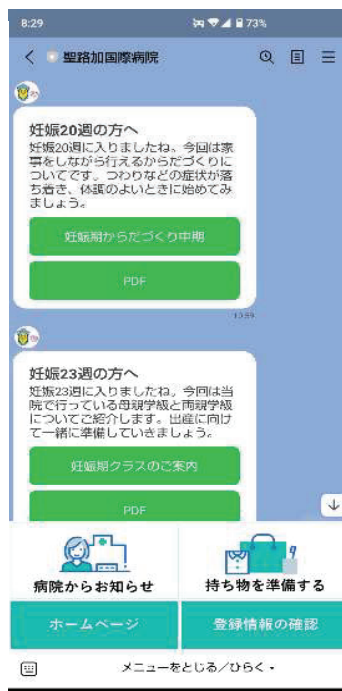 8:29
73%
聖路加国際病院
妊娠20週の方へ
妊娠20週に入りましたね。今回は家
事をしながら行えるからだづくりに
ついてです。つわりなどの症状が落
ち着き、体調のよいときに始めてみ
ましょう。
妊娠期からだづくり中期
PDF
10:59
妊娠23週の方へ
妊娠23週に入りましたね。今回は当
院で行っている母親学級と両親学級
についてご紹介します。出産に向け
て一緒に準備していきましょう。
妊娠期クラスのご案内
PDF
病院からお知らせ
持ち物を準備する
ホームページ
登録情報の確認
メニューをとじる/ひらく